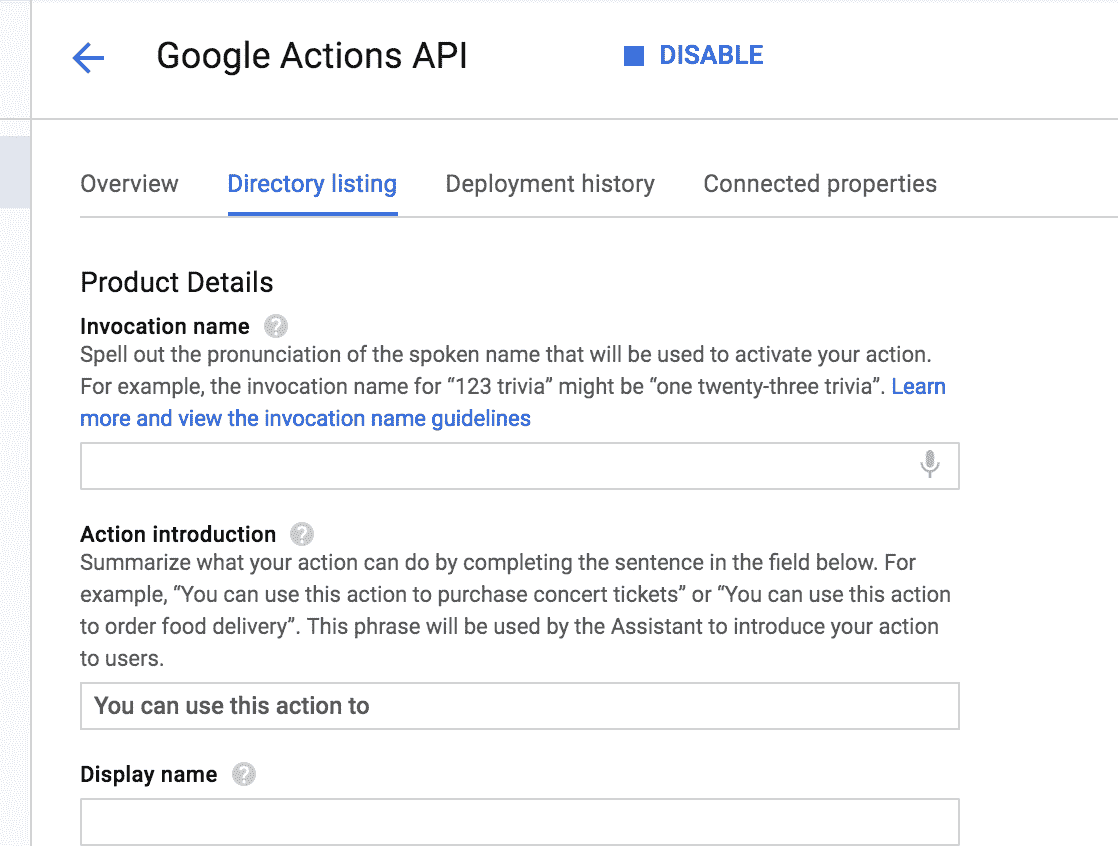 Google Actions API
DISABLE
Overview
Directory listing
Deployment history
Connected properties
Product Details
Invocation name ?
Spell out the pronunciation of the spoken name that will be used to activate your action.
For example, the invocation name for “123 trivia” might be “one twenty-three trivia”. Learn
more and view the invocation name guidelines
Action introduction ?
Summarize what your action can do by completing the sentence in the field below. For
example, “You can use this action to purchase concert tickets” or “You can use this action
to order food delivery”. This phrase will be used by the Assistant to introduce your action
to users.
You can use this action to
Display name ?